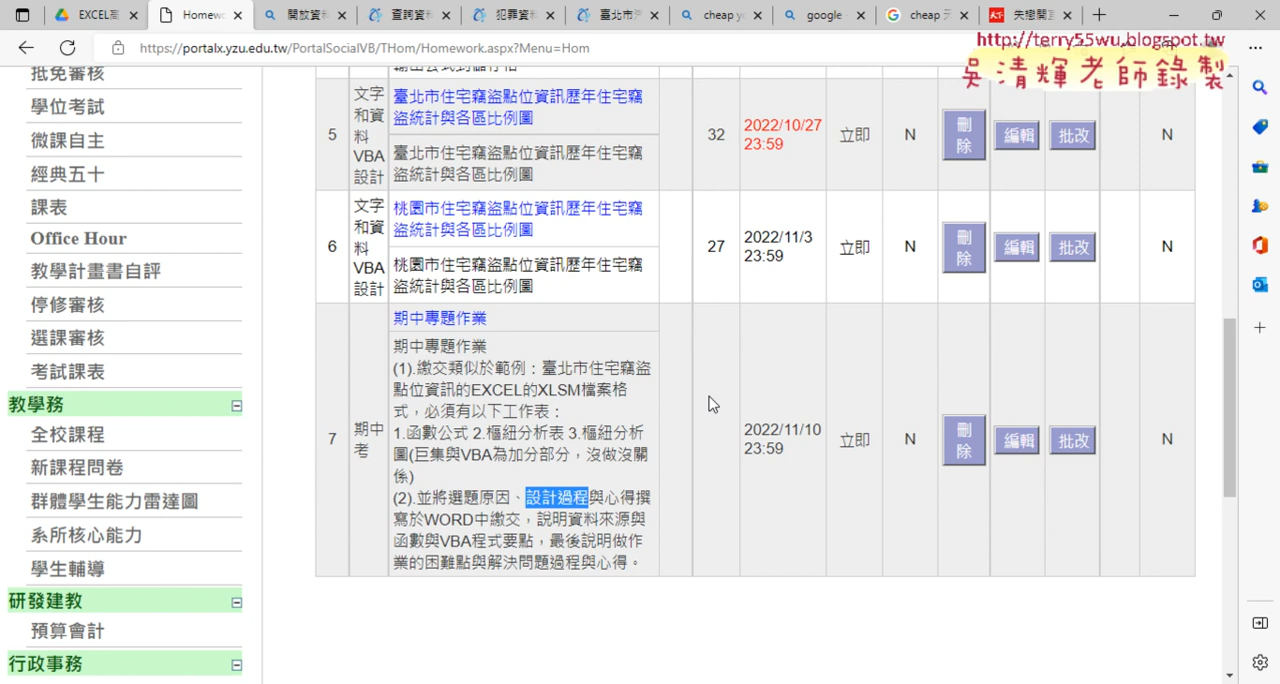 EXCEL高
Homew
開放資料
查詢資料
犯罪資
臺北市
cheap y
google
cheap 天
失戀閣
https://portalx.yzu.edu.tw/PortalSocialVB/THom/Homework.aspx?Menu=Hom
http://terry55wu.blogspot.tw
吳清輝老師錄製
抵免審核
學位考試
微課自主
經典五十
課表
Office Hour
教學計畫書自評
停修審核
選課審核
考試課表
教學務
全校課程
新課程問卷
群體學生能力雷達圖
系所核心能力
學生輔導
研發建教
預算會計
行政事務
5
文字
和資
料
VBA
設計
臺北市住宅竊盜點位資訊歷年住宅竊
盜統計與各區比例圖
臺北市住宅竊盜點位資訊歷年住宅竊
盜統計與各區比例圖
32
2022/10/27
23:59
立即
N
刪
除
編輯
批改
N
6
文字
和資
料
VBA
設計
桃園市住宅竊盜點位資訊歷年住宅竊
盜統計與各區比例圖
桃園市住宅竊盜點位資訊歷年住宅竊
盜統計與各區比例圖
27
2022/11/3
23:59
立即
N
刪
除
編輯
批改
N
7
期中
考
期中專題作業
期中專題作業
(1).繳交類似於範例：臺北市住宅竊盜
點位資訊的EXCEL的XLSM檔案格
式，必須有以下工作表：
1.函數公式 2.樞紐分析表 3.樞紐分析
圖(巨集與VBA為加分部分，沒做沒關
係)
(2).並將選題原因、設計過程與心得撰
寫於WORD中繳交，說明資料來源與
函數與VBA程式要點，最後說明做作
業的困難點與解決問題過程與心得。
2022/11/10
23:59
立即
N
刪
除
編輯
批改
N